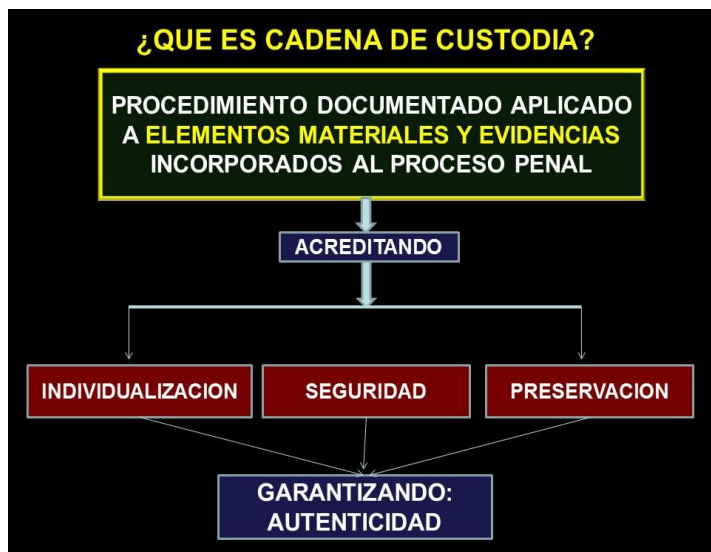 ¿QUE ES CADENA DE CUSTODIA?
PROCEDIMIENTO DOCUMENTADO APLICADO
A ELEMENTOS MATERIALES Y EVIDENCIAS
INCORPORADOS AL PROCESO PENAL
ACREDITANDO
INDIVIDUALIZACION
SEGURIDAD
PRESERVACION
GARANTIZANDO:
AUTENTICIDAD